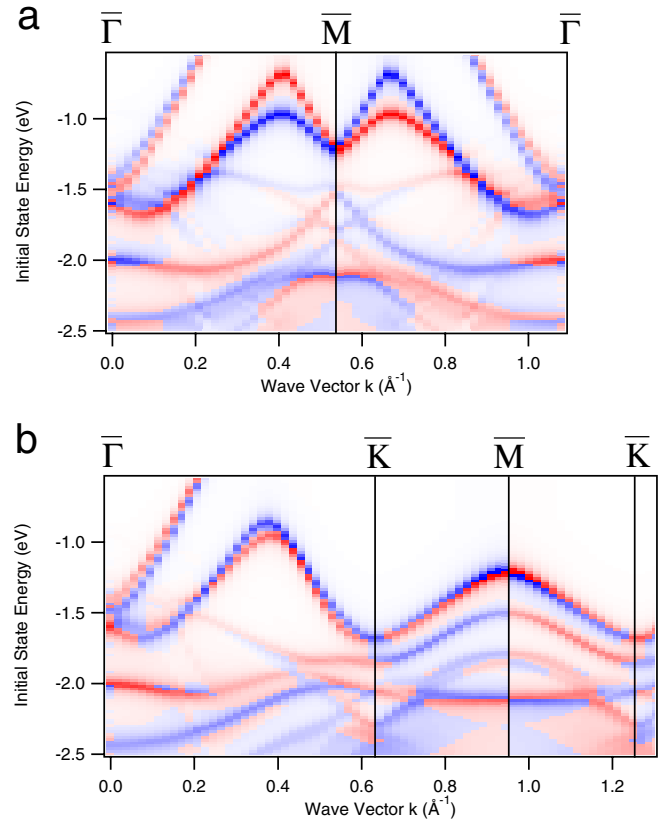 a
Γ̅ M̅ Γ̅
-1.0
-1.5
-2.0
-2.5
Initial State Energy (eV)
0.0 0.2 0.4 0.6 0.8 1.0
Wave Vector k (Å⁻¹)
b
Γ̅ K̅ M̅ K̅
-1.0
-1.5
-2.0
-2.5
Initial State Energy (eV)
0.0 0.2 0.4 0.6 0.8 1.0 1.2
Wave Vector k (Å⁻¹)